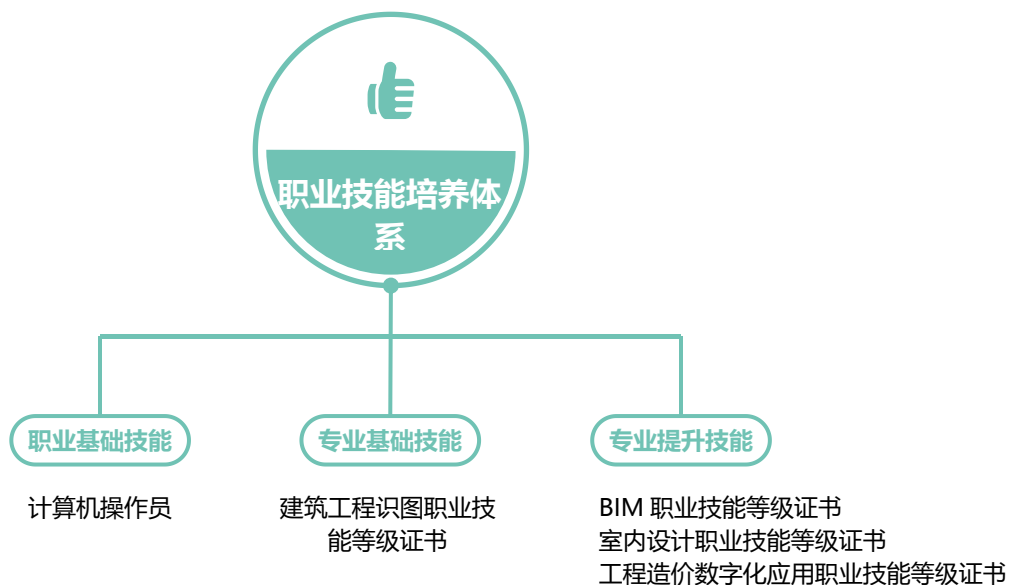 职业技能培养体
系
职业基础技能
专业基础技能
专业提升技能
计算机操作员
建筑工程识图职业技
能等级证书
BIM 职业技能等级证书
室内设计职业技能等级证书
工程造价数字化应用职业技能等级证书